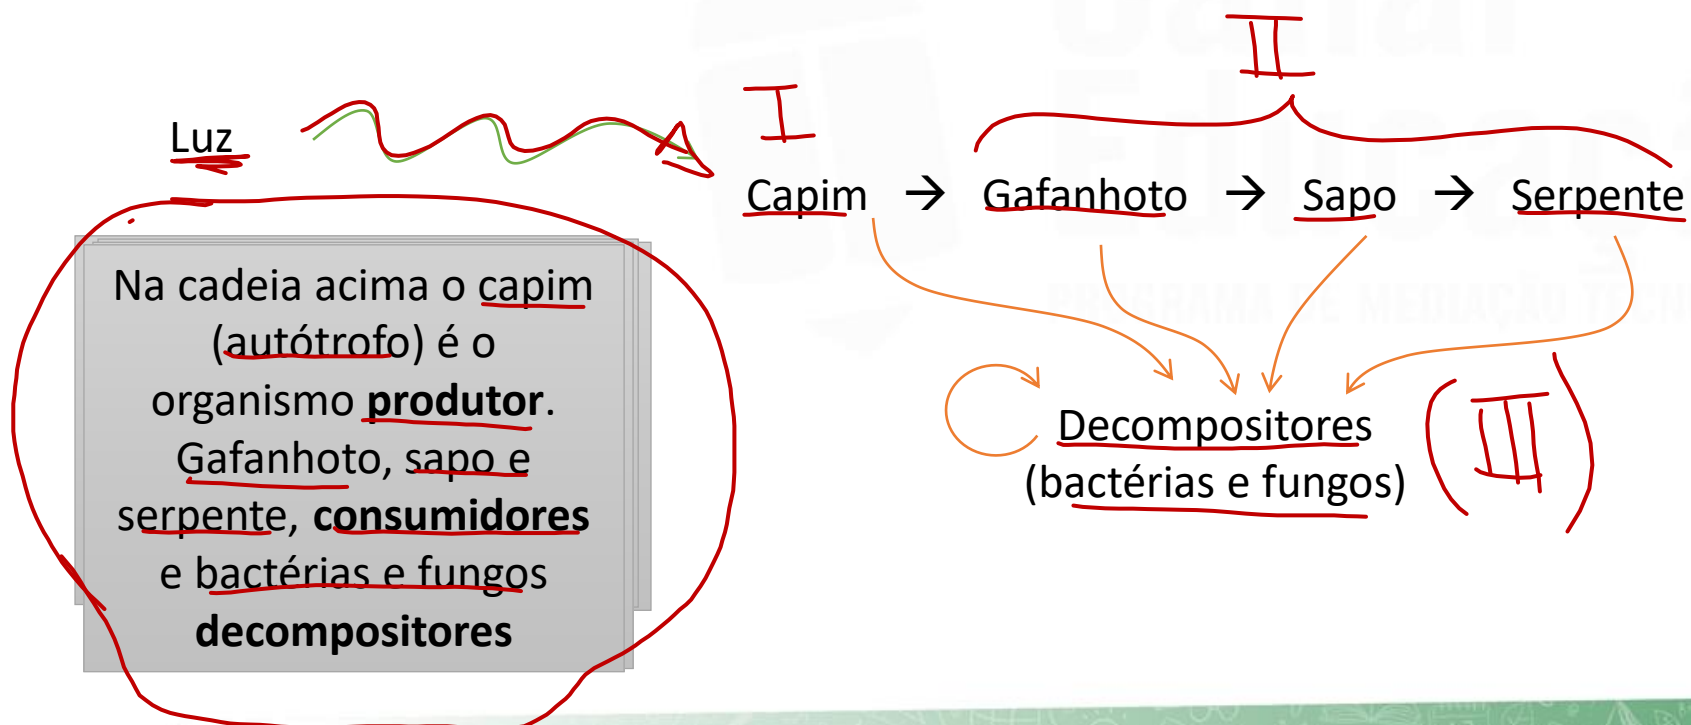 II
I
Luz
Capim → Gafanhoto → Sapo → Serpente
Na cadeia acima o capim
(autótrofo) é o
organismo produtor.
Gafanhoto, sapo e
serpente, consumidores
e bactérias e fungos
decompositores
Decompositores
(bactérias e fungos)
(III)